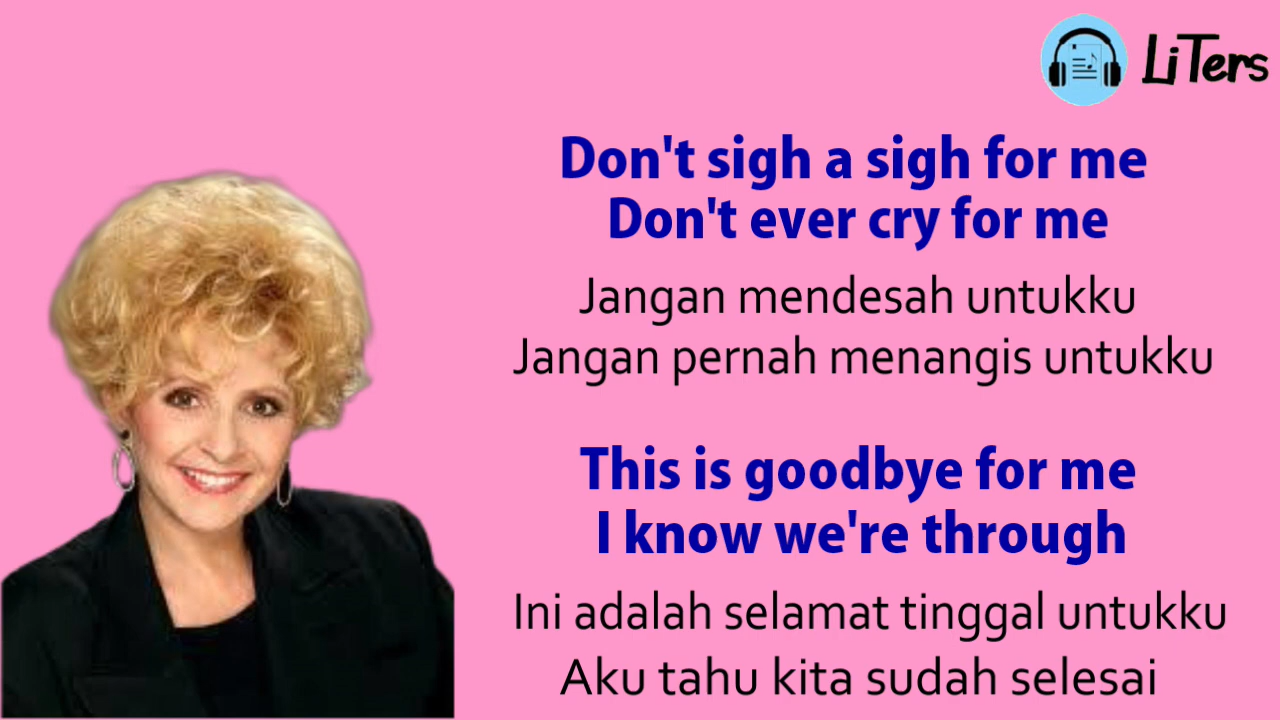 LiTers
Don't sigh a sigh for me
Don't ever cry for me
Jangan mendesah untukku
Jangan pernah menangis untukku
This is goodbye for me
I know we're through
Ini adalah selamat tinggal untukku
Aku tahu kita sudah selesai